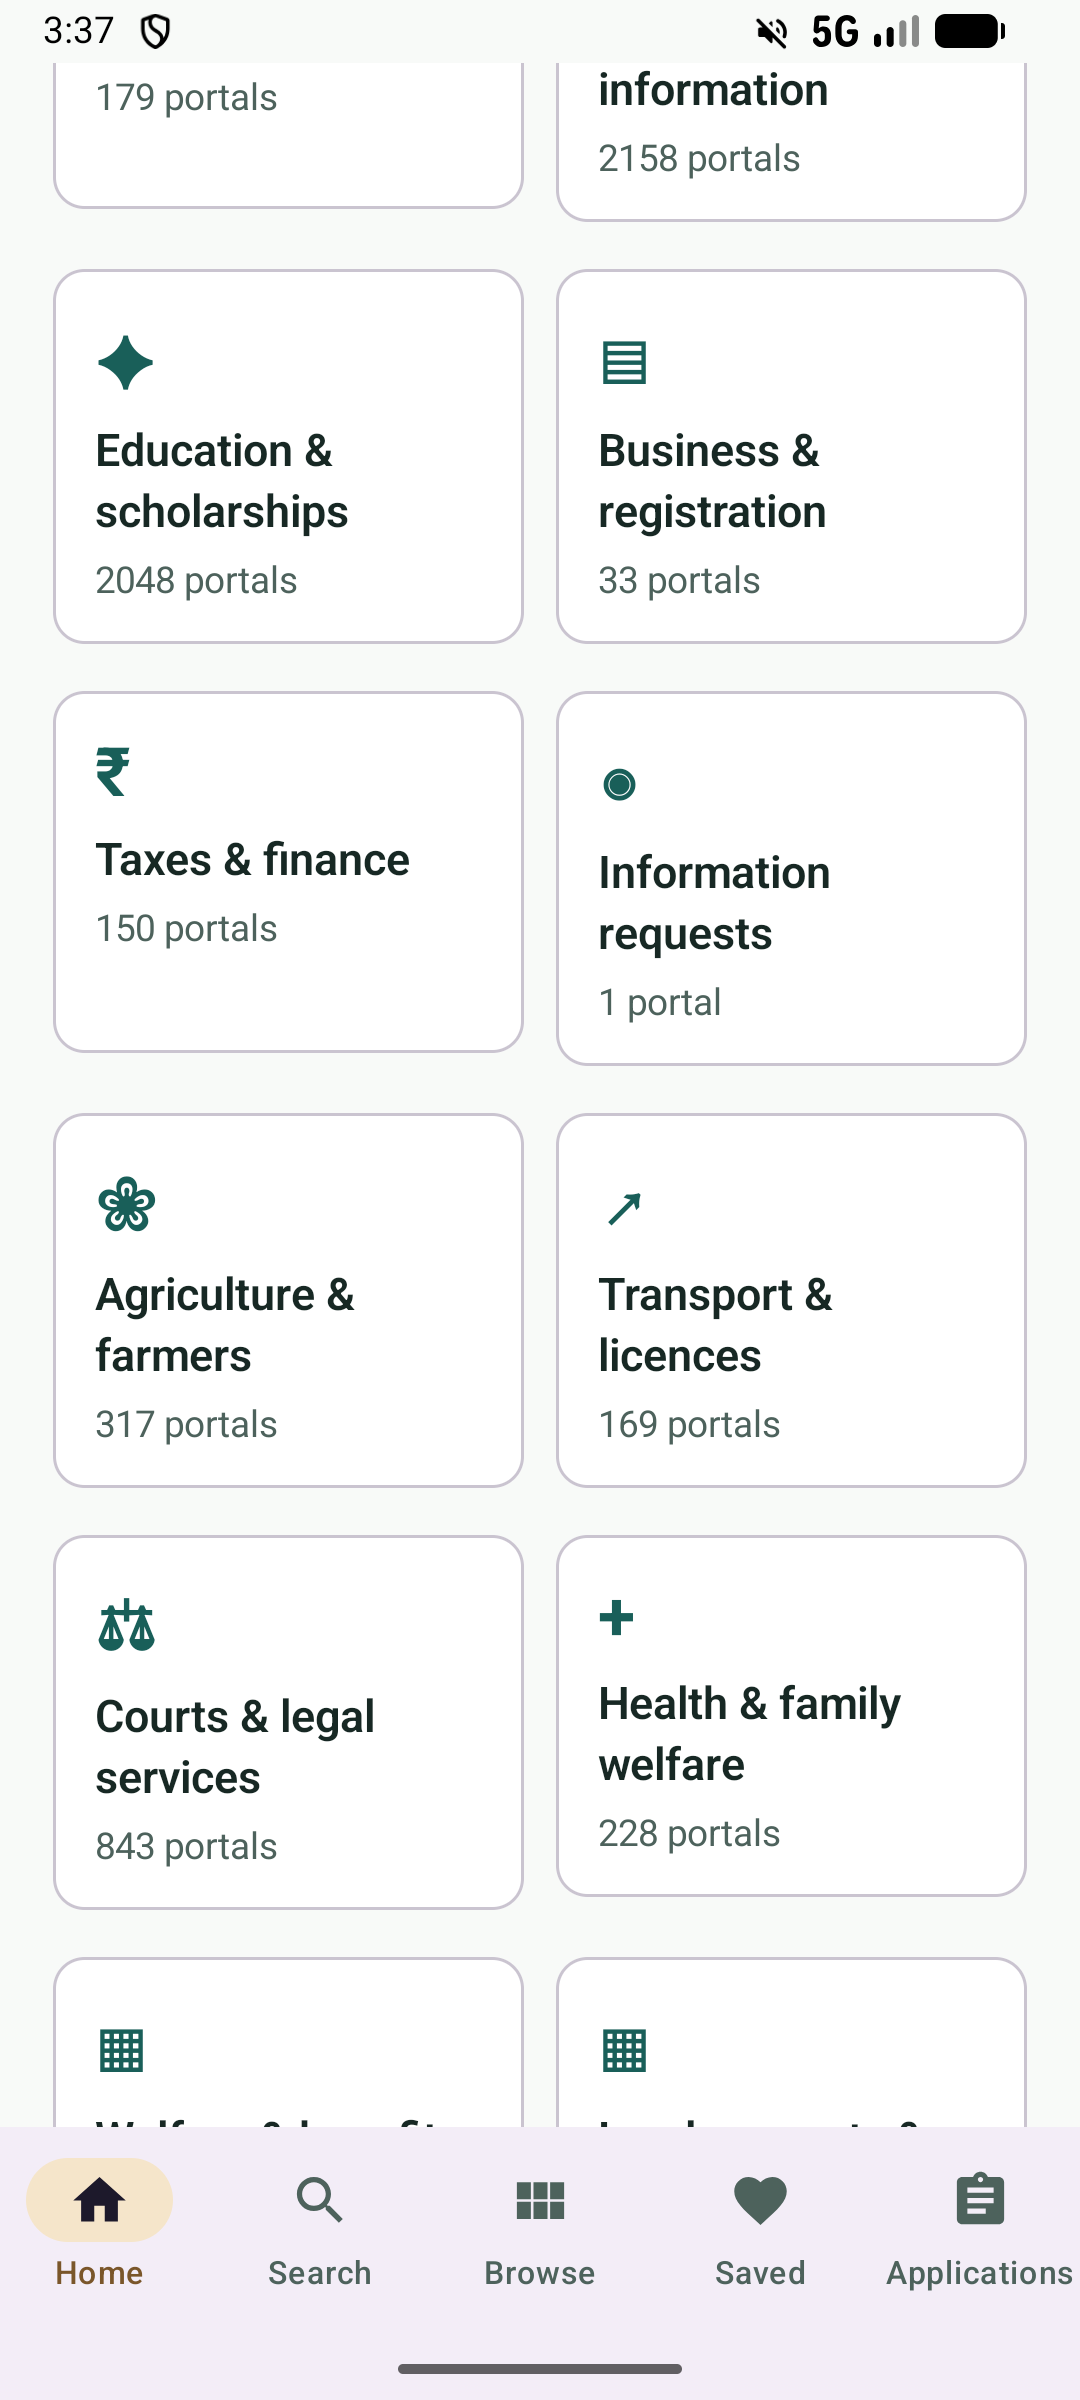 3:37
5G
179 portals
information
2158 portals
Education &
scholarships
2048 portals
Business &
registration
33 portals
₹
Taxes & finance
150 portals
Information
requests
1 portal
Agriculture &
farmers
317 portals
Transport &
licences
169 portals
Courts & legal
services
843 portals
Health & family
welfare
228 portals
Home
Search
Browse
Saved
Applications